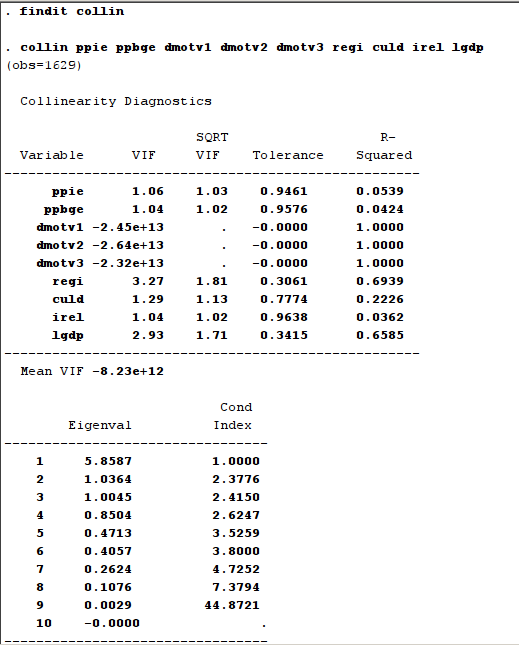 . findit collin
. collin ppie ppbge dmotv1 dmotv2 dmotv3 regi culd irel lgdp
(obs=1629)
Collinearity Diagnostics
SQRT R-
Variable VIF VIF Tolerance Squared
----------------------------------------------------
ppie 1.06 1.03 0.9461 0.0539
ppbge 1.04 1.02 0.9576 0.0424
dmotv1 -2.45e+13 . -0.0000 1.0000
dmotv2 -2.64e+13 . -0.0000 1.0000
dmotv3 -2.32e+13 . -0.0000 1.0000
regi 3.27 1.81 0.3061 0.6939
culd 1.29 1.13 0.7774 0.2226
irel 1.04 1.02 0.9638 0.0362
lgdp 2.93 1.71 0.3415 0.6585
----------------------------------------------------
Mean VIF -8.23e+12
Cond
Eigenval Index
---------------------------------
1 5.8587 1.0000
2 1.0364 2.3776
3 1.0045 2.4150
4 0.8504 2.6247
5 0.4713 3.5259
6 0.4057 3.8000
7 0.2624 4.7252
8 0.1076 7.3794
9 0.0029 44.8721
10 -0.0000 .
---------------------------------